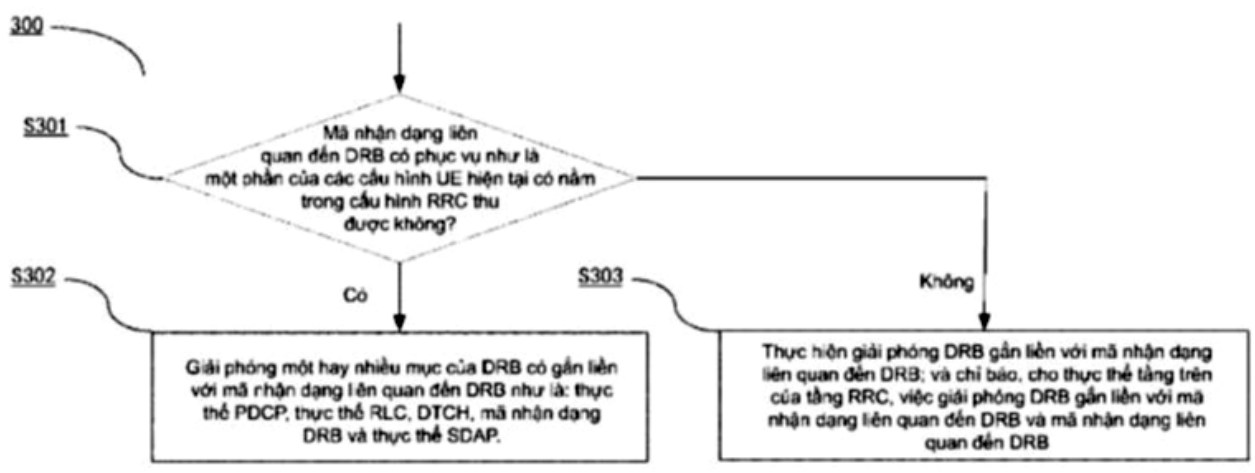 300
S301
Mã nhận dạng liên
quan đến DRB có phục vụ như là
một phần của các cấu hình UE hiện tại có nằm
trong cấu hình RRC thu
được không?
S302
Có
Giải phóng một hay nhiều mục của DRB có gắn liền
với mã nhận dạng liên quan đến DRB như là: thực
thể PDCP, thực thể RLC, DTCH, mã nhận dạng
DRB và thực thể SDAP.
S303
Không
Thực hiện giải phóng DRB gắn liền với mã nhận dạng
liên quan đến DRB; và chỉ báo, cho thực thể tầng trên
của tầng RRC, việc giải phóng DRB gắn liền với mã
nhận dạng liên quan đến DRB và mã nhận dạng liên
quan đến DRB